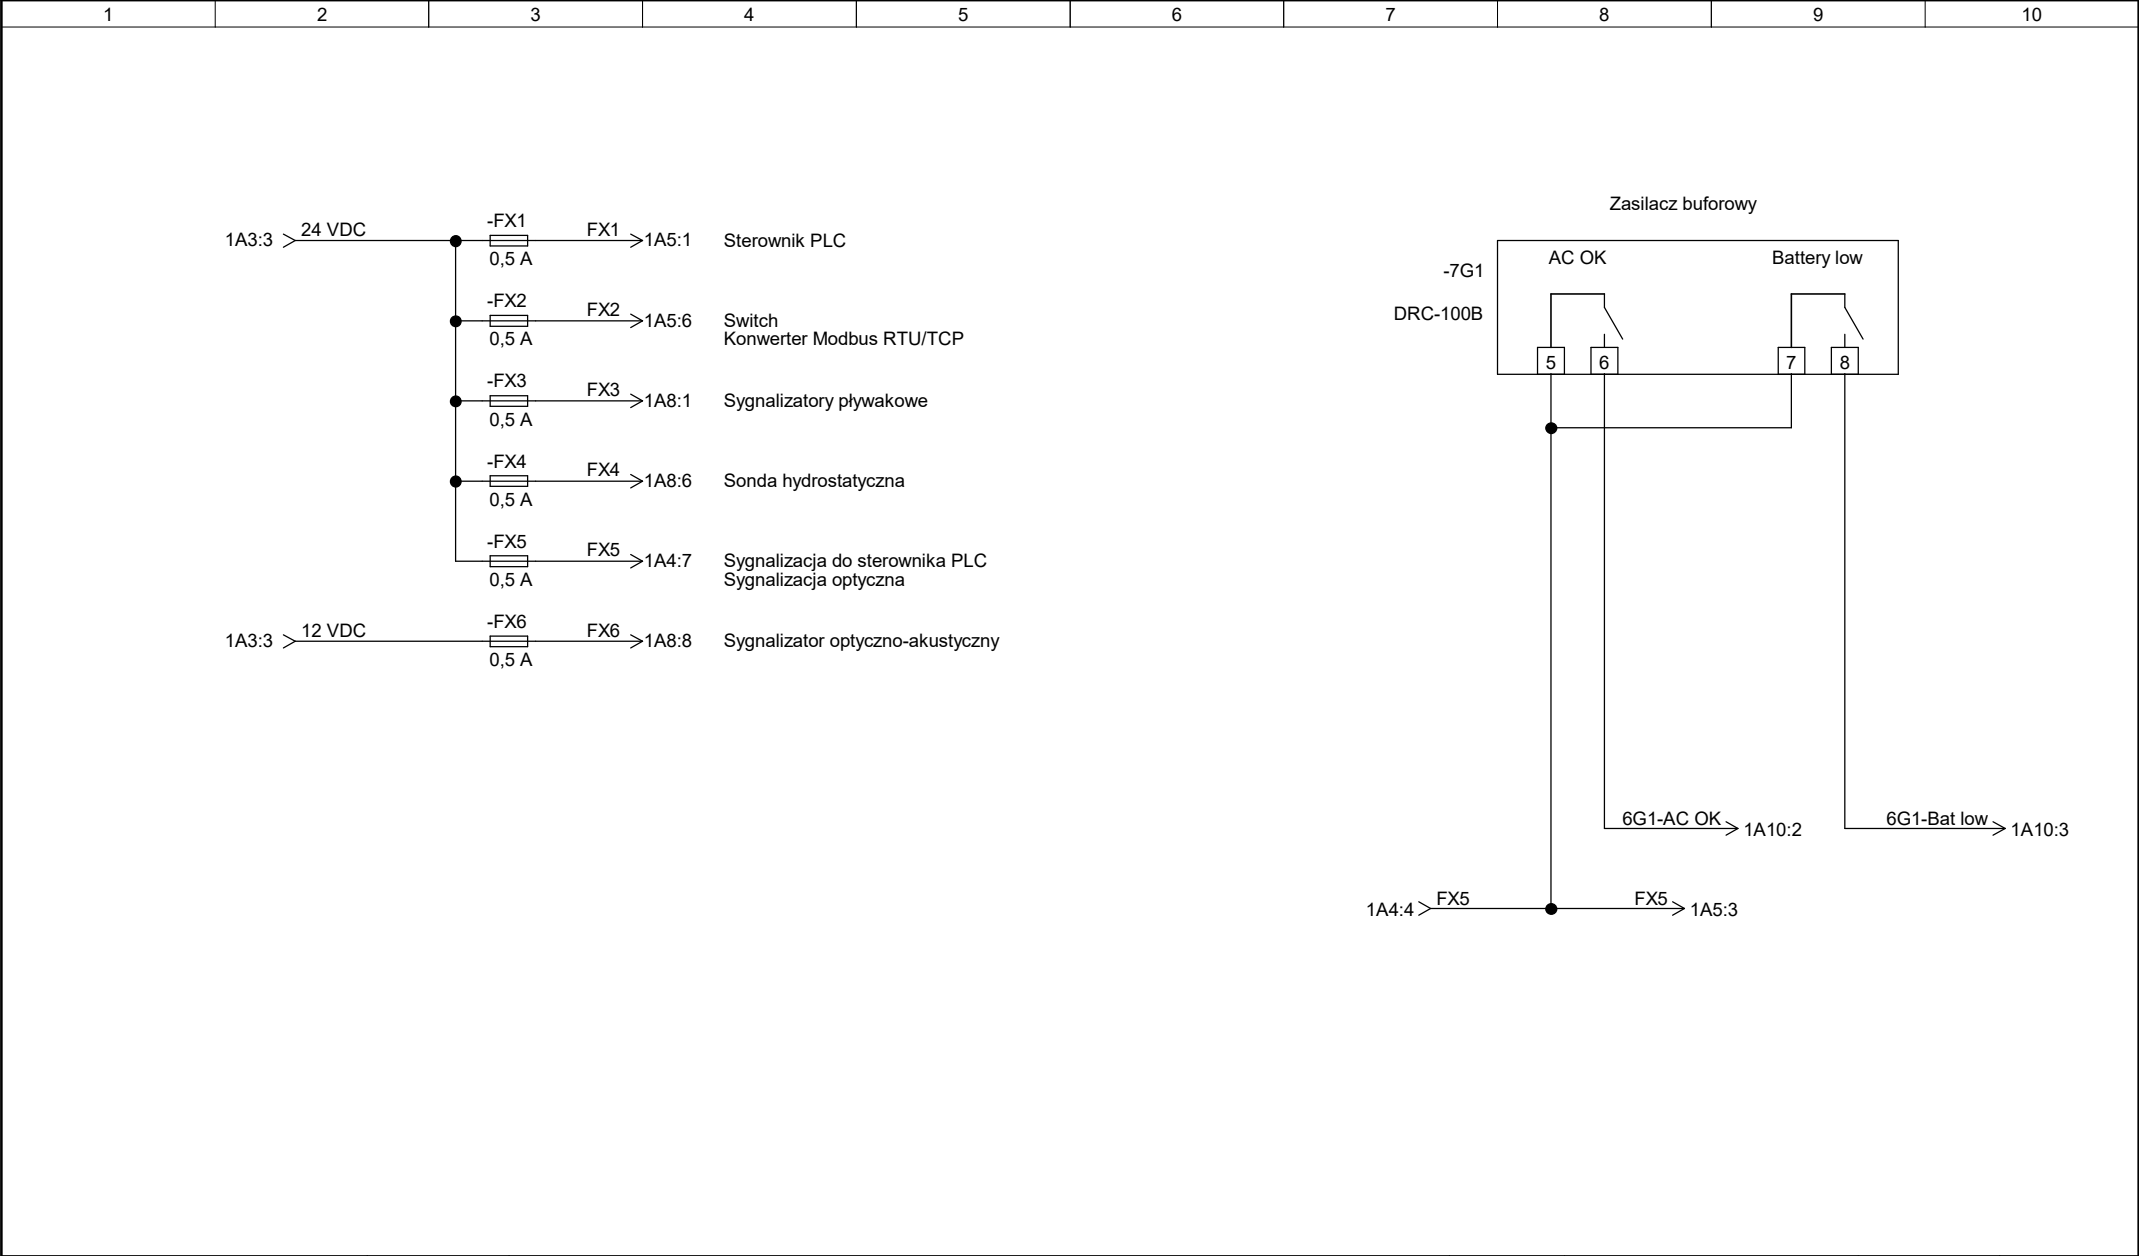 1 2 3 4 5 6 7 8 9 10
1A3:3 24 VDC
-FX1
0,5 A
FX1
1A5:1
Sterownik PLC
-FX2
0,5 A
FX2
1A5:6
Switch
Konwerter Modbus RTU/TCP
-FX3
0,5 A
FX3
1A8:1
Sygnalizatory pływakowe
-FX4
0,5 A
FX4
1A8:6
Sonda hydrostatyczna
-FX5
0,5 A
FX5
1A4:7
Sygnalizacja do sterownika PLC
Sygnalizacja optyczna
1A3:3 12 VDC
-FX6
0,5 A
FX6
1A8:8
Sygnalizator optyczno-akustyczny
Zasilacz buforowy
-7G1
DRC-100B
AC OK
Battery low
5 6 7 8
6G1-AC OK 1A10:2
6G1-Bat low 1A10:3
1A4:4 FX5
FX5 1A5:3